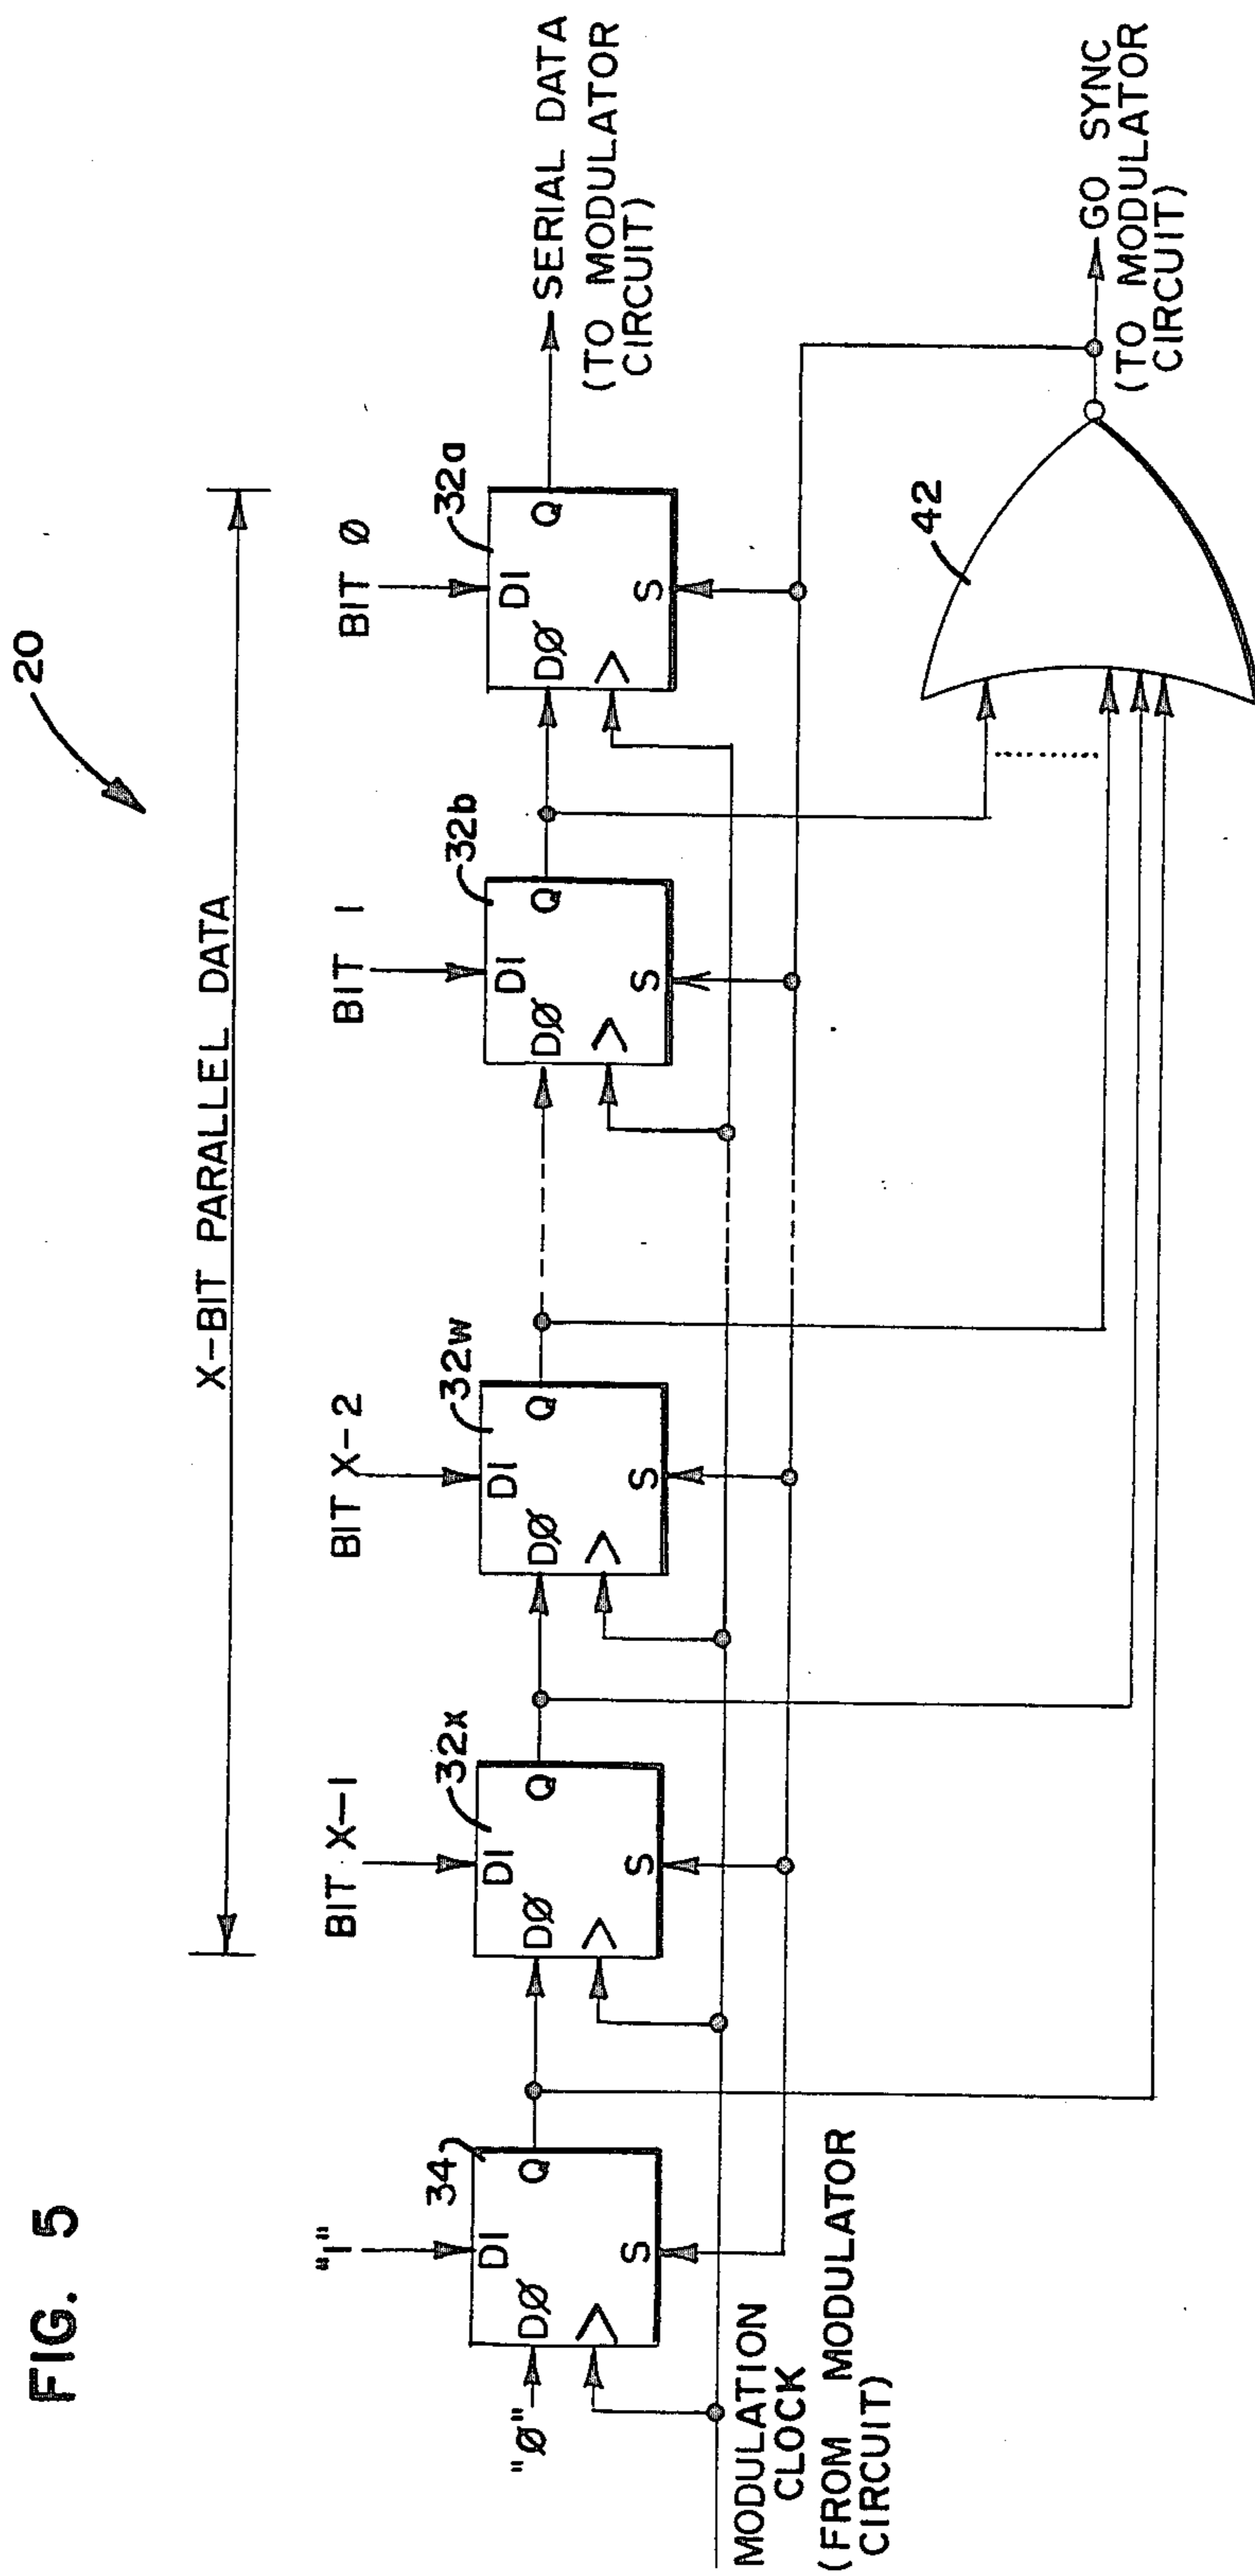 FIG. 5
20
X-BIT PARALLEL DATA
"1"
BIT X-1
BIT X-2
BIT 1
BIT Ø
34
32x
32w
32b
32a
DI
DI
DI
DI
DI
"Ø"
DØ
Q
DØ
Q
DØ
Q
DØ
Q
DØ
Q
SERIAL DATA
(TO MODULATOR
CIRCUIT)
S
S
S
S
S
MODULATION
CLOCK
(FROM MODULATOR
CIRCUIT)
42
GO SYNC
(TO MODULATOR
CIRCUIT)